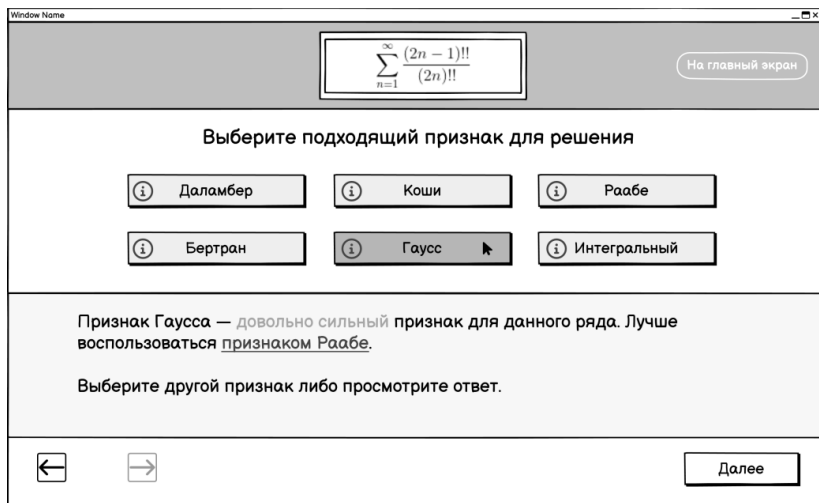 Window Name
∞
∑ (2n − 1)!! / (2n)!!
n=1
На главный экран
Выберите подходящий признак для решения
Даламбер
Коши
Раабе
Бертран
Гаусс
Интегральный
Признак Гаусса — довольно сильный признак для данного ряда. Лучше
воспользоваться признаком Раабе.
Выберите другой признак либо просмотрите ответ.
Далее